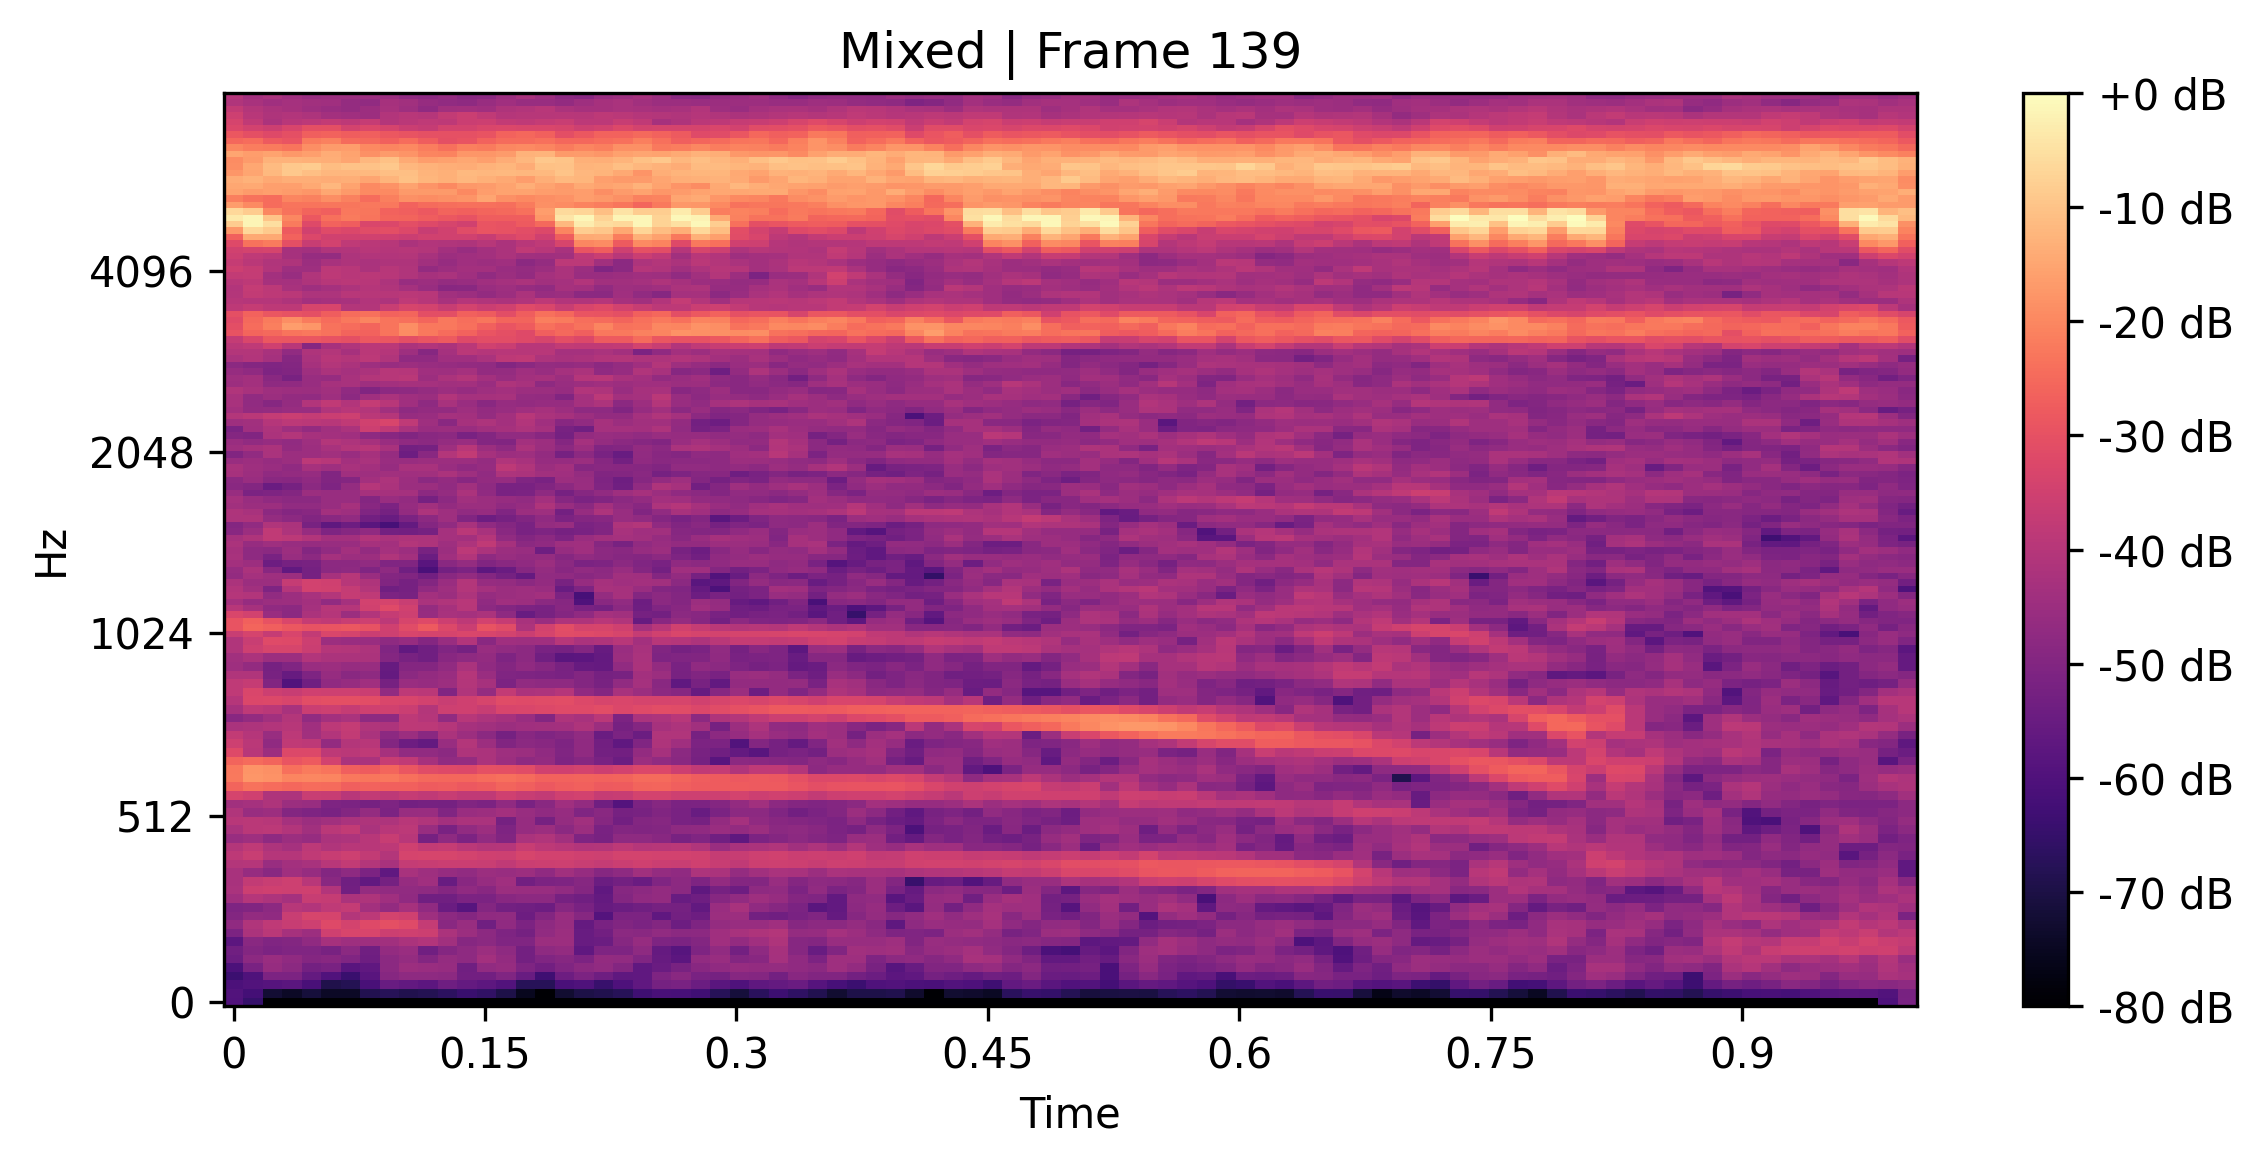 Mixed | Frame 139
+0 dB
-10 dB
-20 dB
-30 dB
-40 dB
-50 dB
-60 dB
-70 dB
-80 dB
4096
2048
1024
512
0
Hz
0 0.15 0.3 0.45 0.6 0.75 0.9
Time